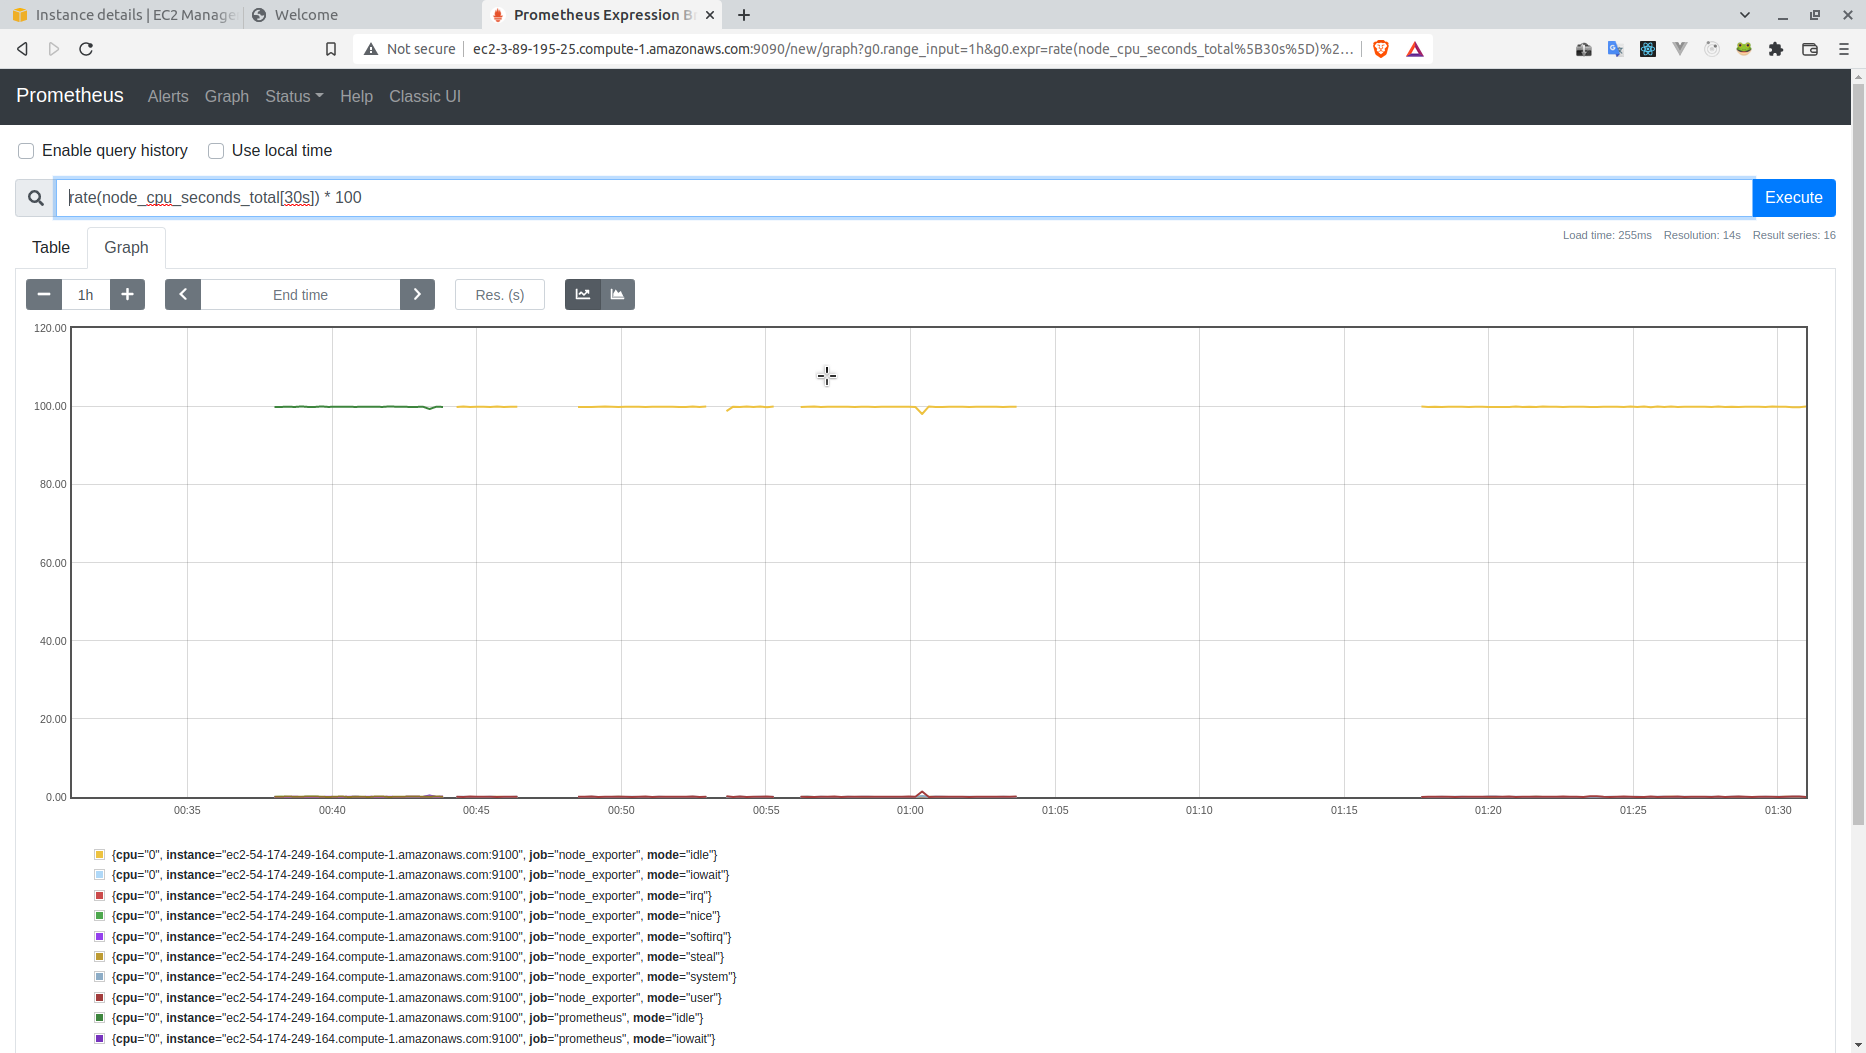 Instance details | EC2 Manage
Welcome
Prometheus Expression B
Not secure
ec2-3-89-195-25.compute-1.amazonaws.com:9090/new/graph?g0.range_input=1h&g0.expr=rate(node_cpu_seconds_total%5B30s%5D)%2...
Prometheus Alerts Graph Status Help Classic UI
Enable query history Use local time
rate(node_cpu_seconds_total[30s]) * 100
Execute
Table Graph
Load time: 255ms Resolution: 14s Result series: 16
1h End time Res. (s)
120.00
100.00
80.00
60.00
40.00
20.00
0.00
00:35 00:40 00:45 00:50 00:55 01:00 01:05 01:10 01:15 01:20 01:25 01:30
{cpu="0", instance="ec2-54-174-249-164.compute-1.amazonaws.com:9100", job="node_exporter", mode="idle"}
{cpu="0", instance="ec2-54-174-249-164.compute-1.amazonaws.com:9100", job="node_exporter", mode="iowait"}
{cpu="0", instance="ec2-54-174-249-164.compute-1.amazonaws.com:9100", job="node_exporter", mode="irq"}
{cpu="0", instance="ec2-54-174-249-164.compute-1.amazonaws.com:9100", job="node_exporter", mode="nice"}
{cpu="0", instance="ec2-54-174-249-164.compute-1.amazonaws.com:9100", job="node_exporter", mode="softirq"}
{cpu="0", instance="ec2-54-174-249-164.compute-1.amazonaws.com:9100", job="node_exporter", mode="steal"}
{cpu="0", instance="ec2-54-174-249-164.compute-1.amazonaws.com:9100", job="node_exporter", mode="system"}
{cpu="0", instance="ec2-54-174-249-164.compute-1.amazonaws.com:9100", job="node_exporter", mode="user"}
{cpu="0", instance="ec2-54-174-249-164.compute-1.amazonaws.com:9100", job="prometheus", mode="idle"}
{cpu="0", instance="ec2-54-174-249-164.compute-1.amazonaws.com:9100", job="prometheus", mode="iowait"}